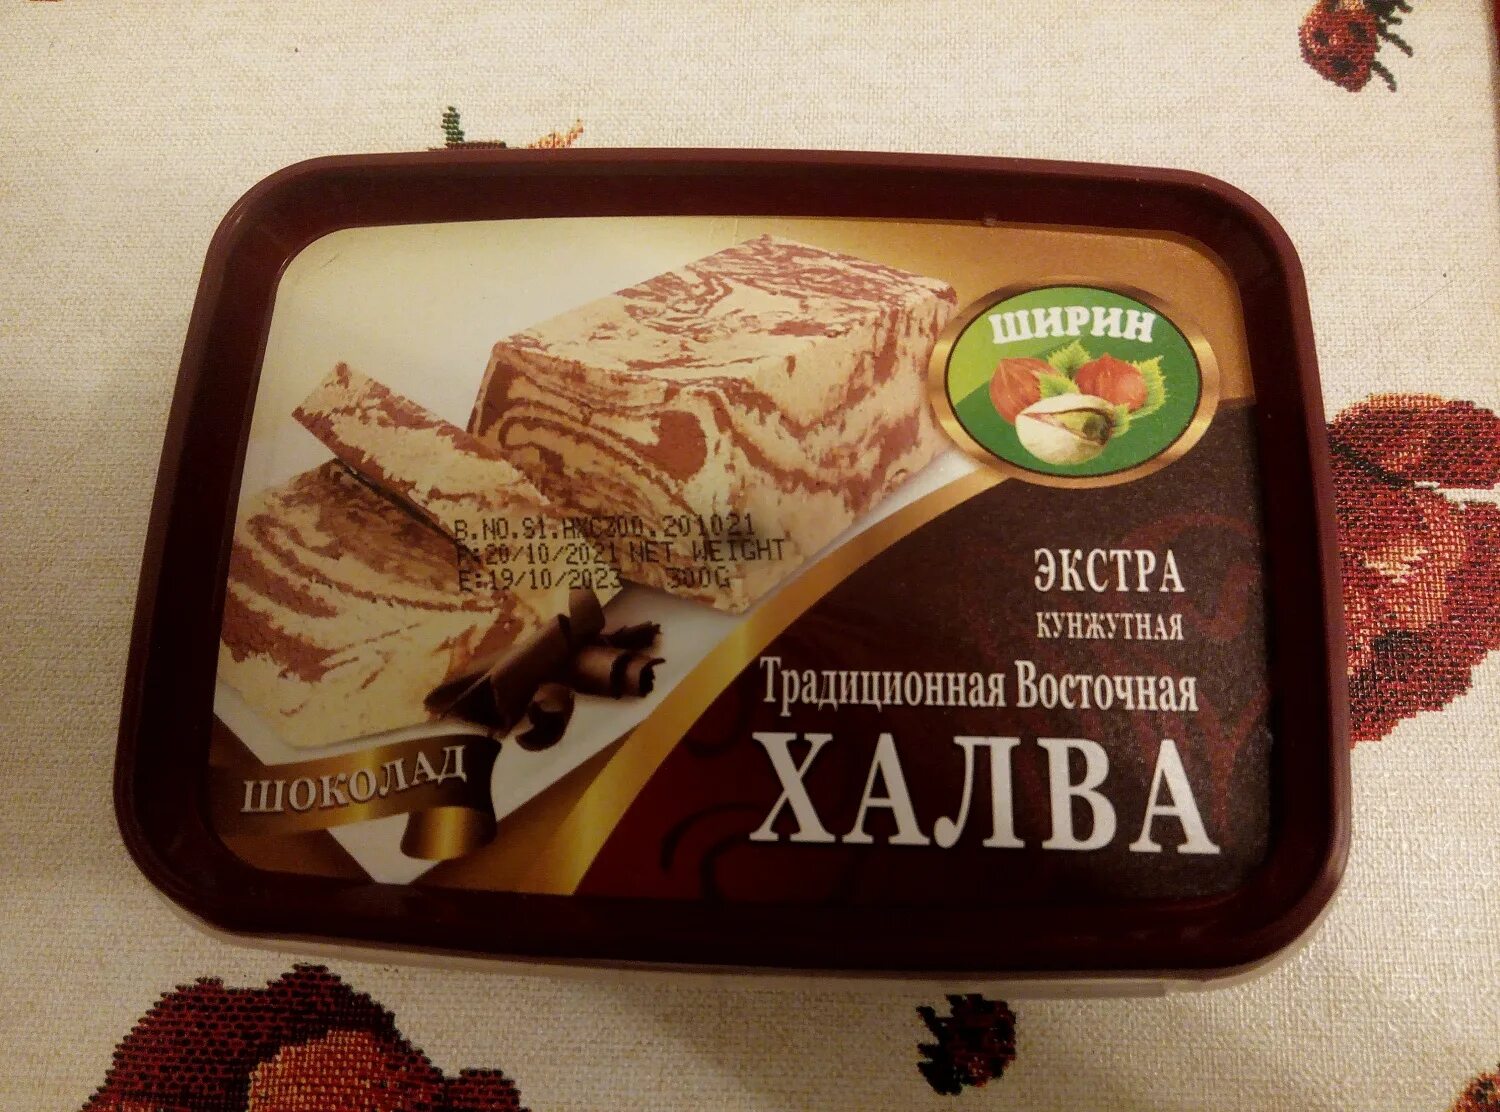 ШИРИН
B.NO.S1.HXC300.201021
P:20/10/2021 NET WEIGHT
E:19/10/2023 300G
ЭКСТРА
КУНЖУТНАЯ
ТРАДИЦИОННАЯ ВОСТОЧНАЯ
ХАЛВА
ШОКОЛАД